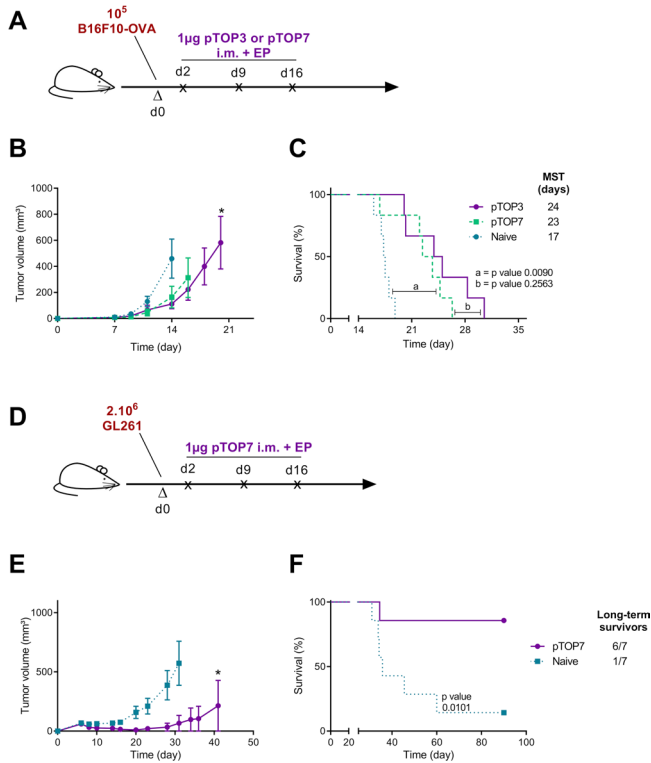 A
10⁵
B16F10-OVA
1µg pTOP3 or pTOP7
i.m. + EP
d2 d9 d16
X X X
Δ
d0
B
1000
800
600
400
200
0
0 7 14 21
Tumor volume (mm³)
Time (day)
*
C
100
50
0
0 14 21 28 35
Survival (%)
Time (day)
MST
(days)
pTOP3 24
pTOP7 23
Naive 17
a = p value 0.0090
b = p value 0.2563
a
b
D
2.10⁶
GL261
1µg pTOP7 i.m. + EP
d2 d9 d16
X X X
Δ
d0
E
1000
500
0
0 10 20 30 40 50
Tumor volume (mm³)
Time (day)
*
F
100
50
0
0 20 40 60 80 100
Survival (%)
Time (day)
Long-term
survivors
pTOP7 6/7
Naive 1/7
p value
0.0101